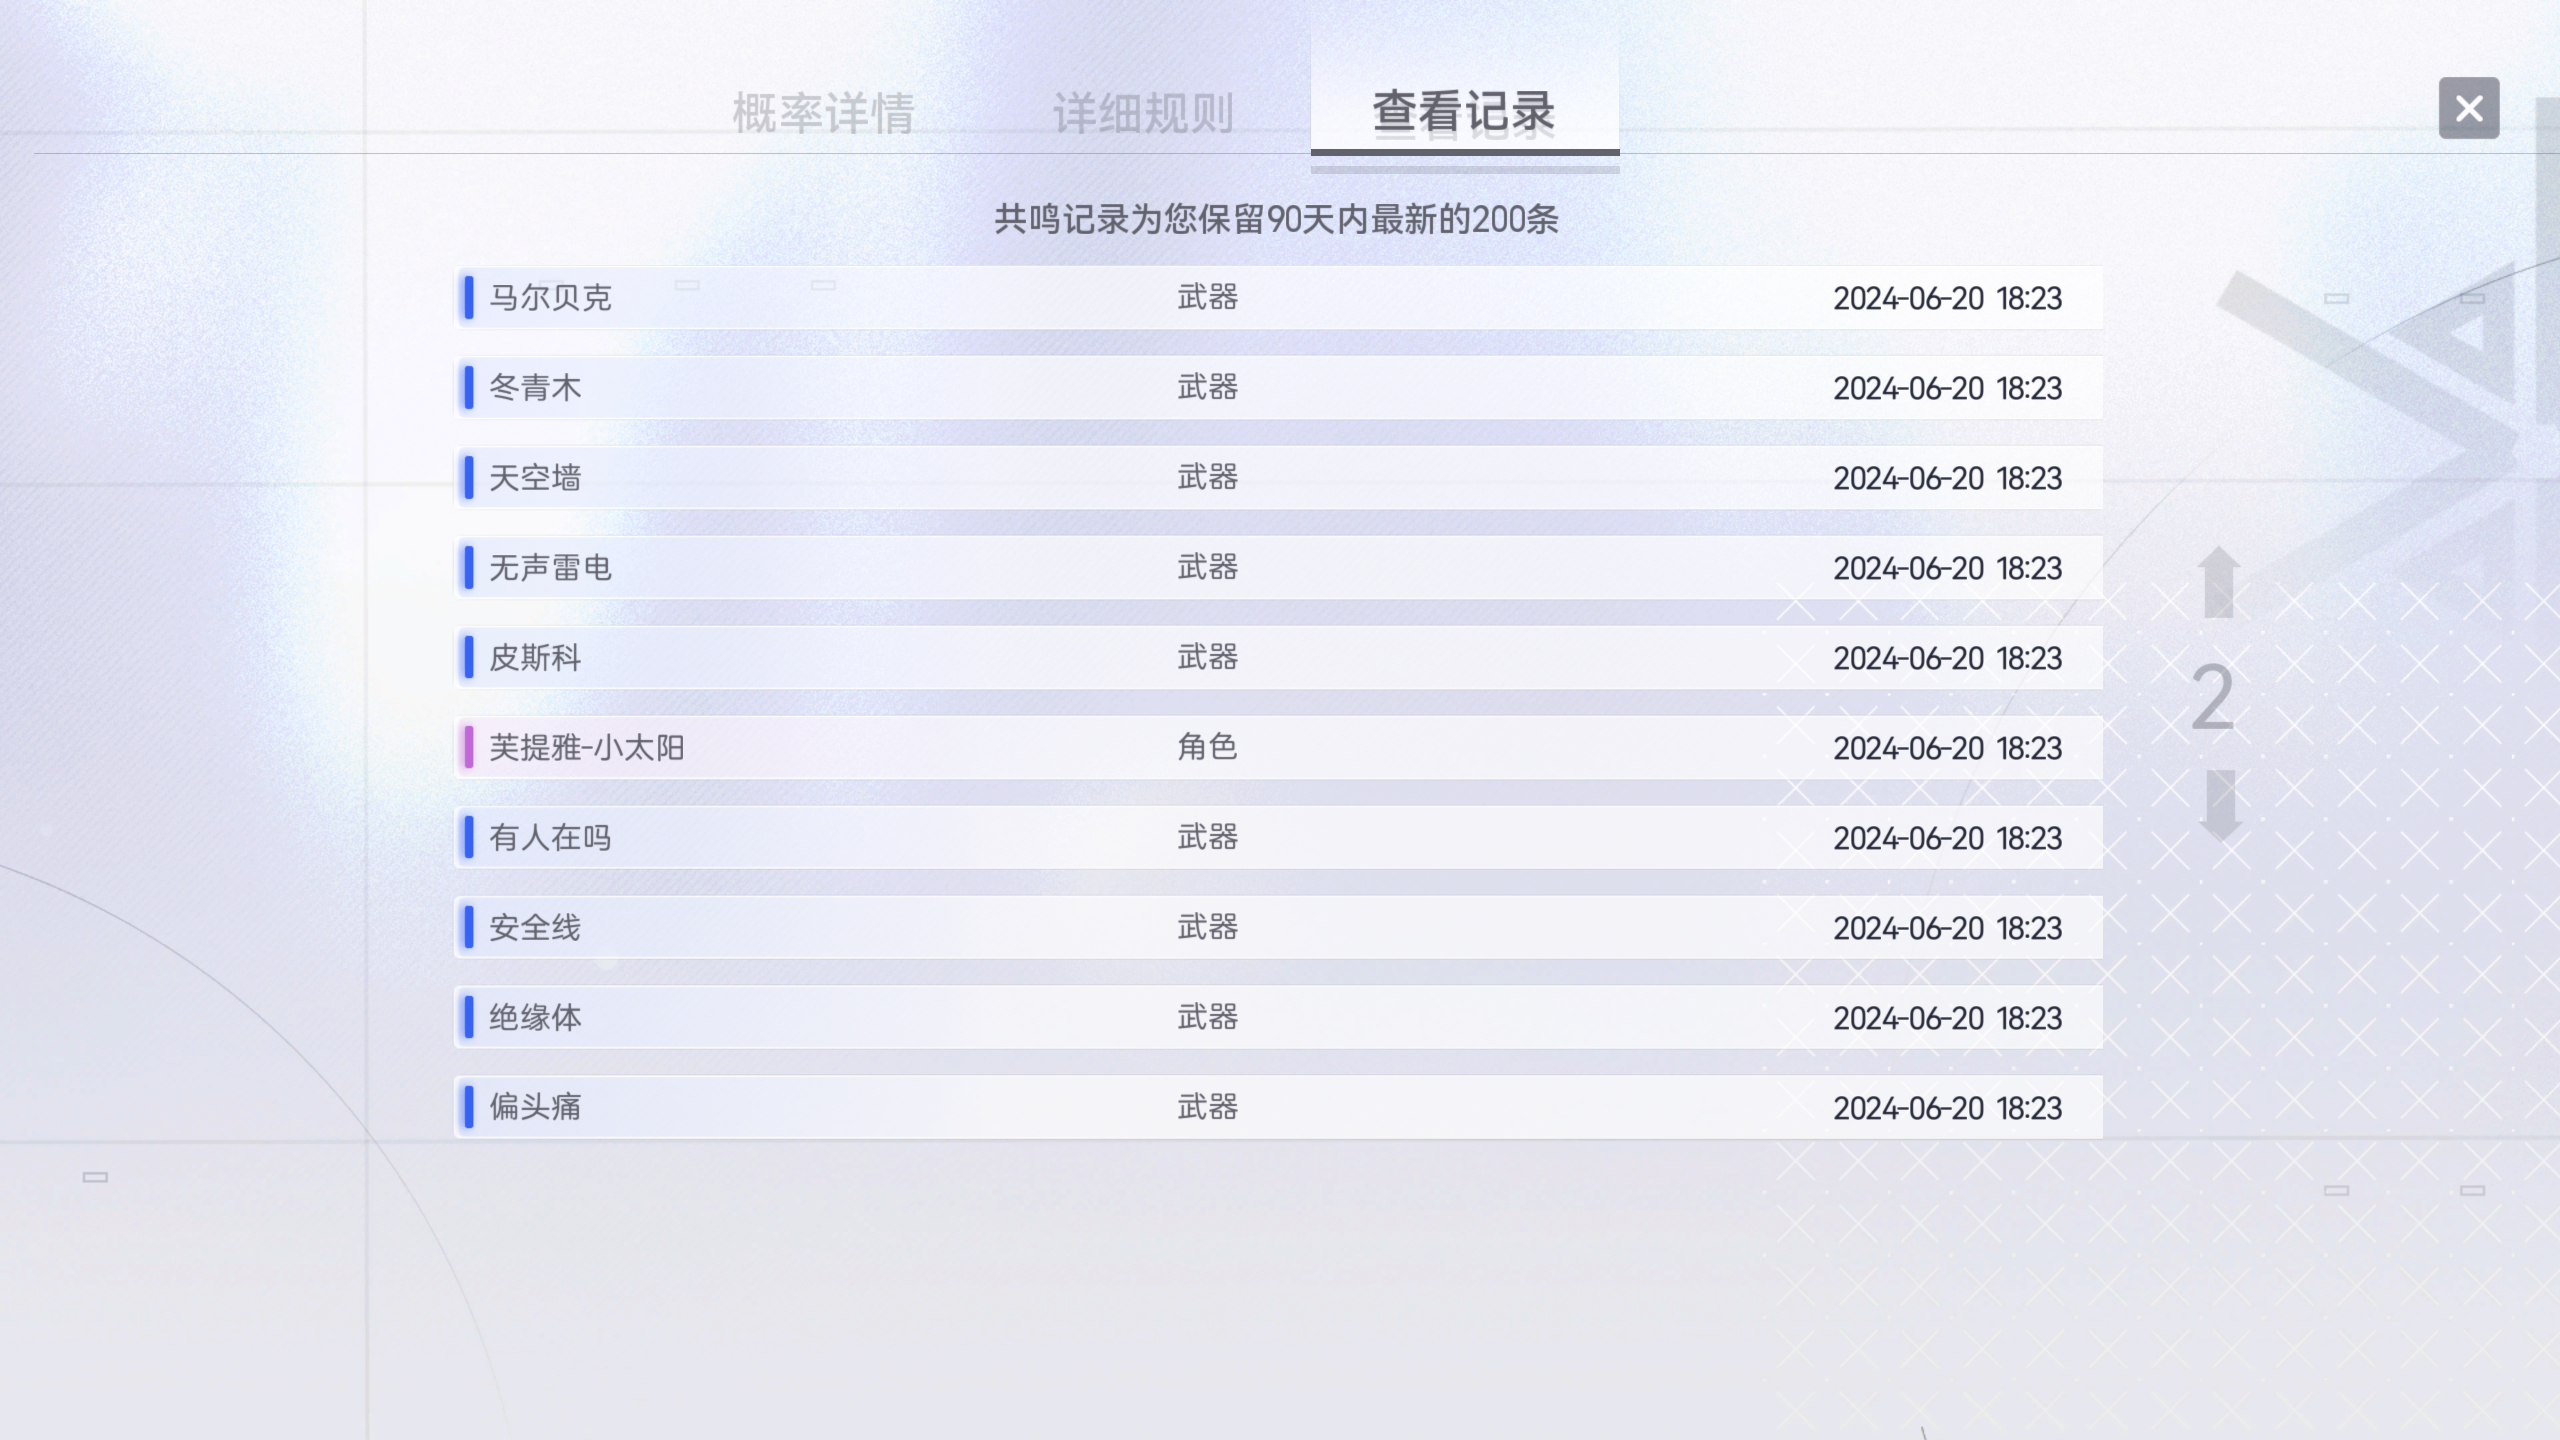 概率详情 详细规则 查看记录
共鸣记录为您保留90天内最新的200条
马尔贝克 武器 2024-06-20 18:23
冬青木 武器 2024-06-20 18:23
天空墙 武器 2024-06-20 18:23
无声雷电 武器 2024-06-20 18:23
皮斯科 武器 2024-06-20 18:23
芙提雅-小太阳 角色 2024-06-20 18:23
有人在吗 武器 2024-06-20 18:23
安全线 武器 2024-06-20 18:23
绝缘体 武器 2024-06-20 18:23
偏头痛 武器 2024-06-20 18:23
2